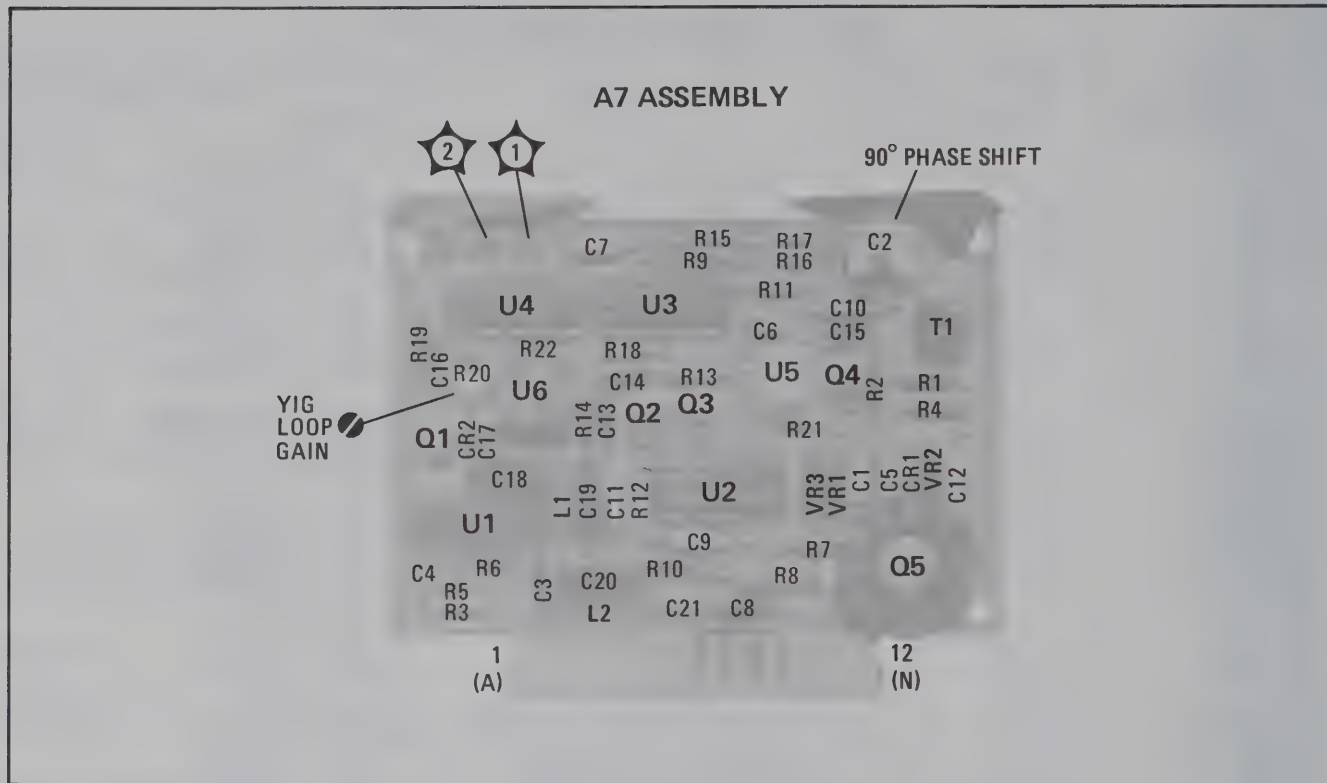 A7 ASSEMBLY
2 1
90° PHASE SHIFT
C7 R15 R17 C2
R9 R16
R11
U4 U3 C10
C6 C15 T1
R19 R22 R18
C16 R20 U6 C14 R13 U5 Q4 R2 R1
YIG
LOOP
GAIN
R14 C13 Q2 Q3 R4
Q1 CR2 C17 R21
C18 L1 C19 C11 R12 U2 VR3 VR1 C1 C5 CR1 VR2 C12
U1
C9 R7
C4 R6 R10 R8 Q5
R5 C3 C20
R3 L2 C21 C8
1 12
(A) (N)